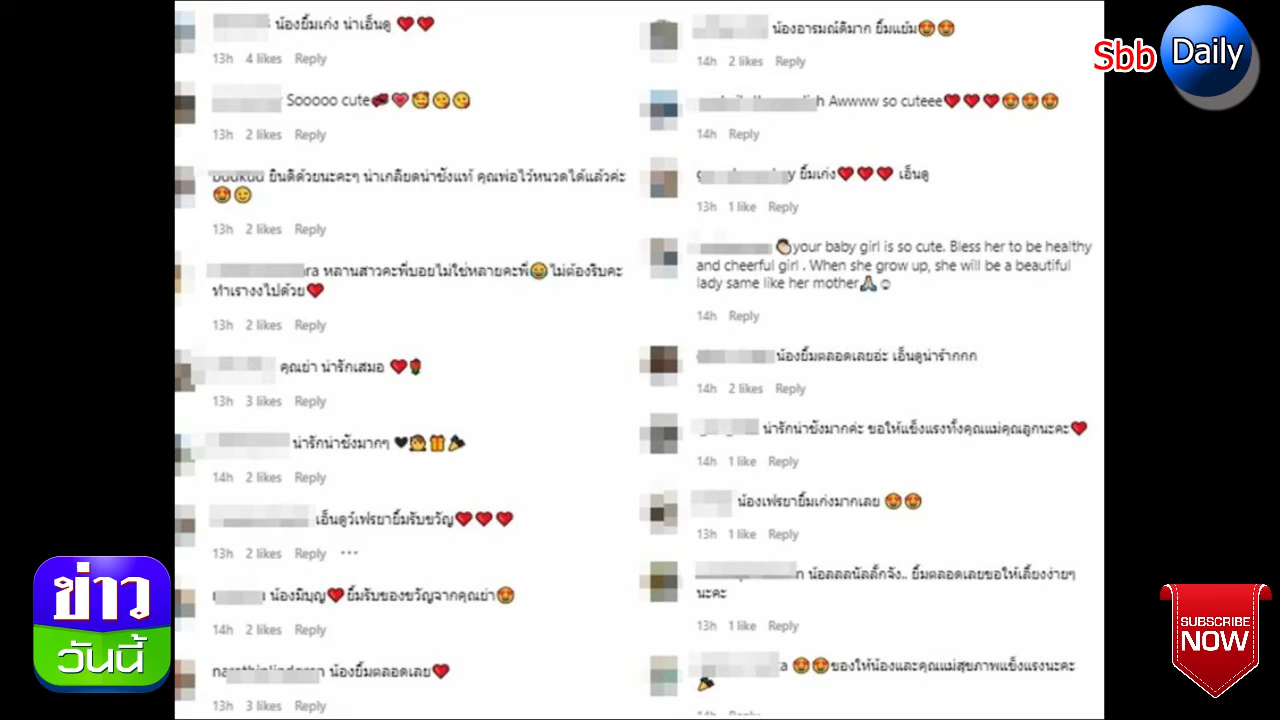 น้องยิ้มเก่ง น่าเอ็นดู ❤❤
13h 4 likes Reply
Sooooo cute💋💗🥰😘😘
13h 2 likes Reply
ยินดีด้วยนะคะๆ น่าเกลียดน่าชังแท้ คุณพ่อไว้หนวดได้แล้วค่ะ
😍😉
13h 2 likes Reply
หลานสาวคะพี่บอยไม่ใช่หลายคะพี่😂ไม่ต้องรีบคะ
ทำเรางงไปด้วย❤
13h 2 likes Reply
คุณย่า น่ารักเสมอ ❤🌹
13h 3 likes Reply
น่ารักน่าชังมากๆ 🖤👧🎁🎉
14h 2 likes Reply
เอ็นดูว์เฟรยายิ้มรับขวัญ❤❤❤
13h 2 likes Reply ...
น้องมีบุญ❤ยิ้มรับของขวัญจากคุณย่า😍
14h 2 likes Reply
น้องยิ้มตลอดเลย❤
13h 3 likes Reply
น้องอารมณ์ดีมาก ยิ้มแย้ม😍😍
14h 2 likes Reply
Awwww so cuteee❤❤❤😍😍😍
14h Reply
ยิ้มเก่ง❤❤❤ เอ็นดู
13h 1 like Reply
your baby girl is so cute. Bless her to be healthy
and cheerful girl . When she grow up, she will be a beautiful
lady same like her mother🙏☺
14h Reply
น้องยิ้มตลอดเลยอ่ะ เอ็นดูน่าร้ากกก
14h 2 likes Reply
น่ารักน่าชังมากค่ะ ขอให้แข็งแรงทั้งคุณแม่คุณลูกนะคะ❤
14h 1 like Reply
น้องเฟรยายิ้มเก่งมากเลย 😍😍
13h 1 like Reply
น้อลลลนัลล์กจัง.. ยิ้มตลอดเลยขอให้เลี้ยงง่ายๆ
นะคะ
13h 1 like Reply
😍😍ของให้น้องและคุณแม่สุขภาพแข็งแรงนะคะ
🎉
14h Reply
Sbb Daily
ข่าว
วันนี้
SUBSCRIBE
NOW